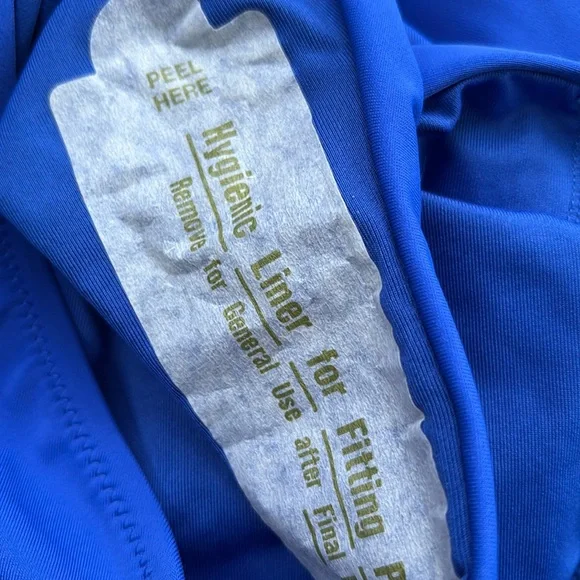 PEEL
HERE
Hygienic Liner for Fitting
Remove for General Use after Final